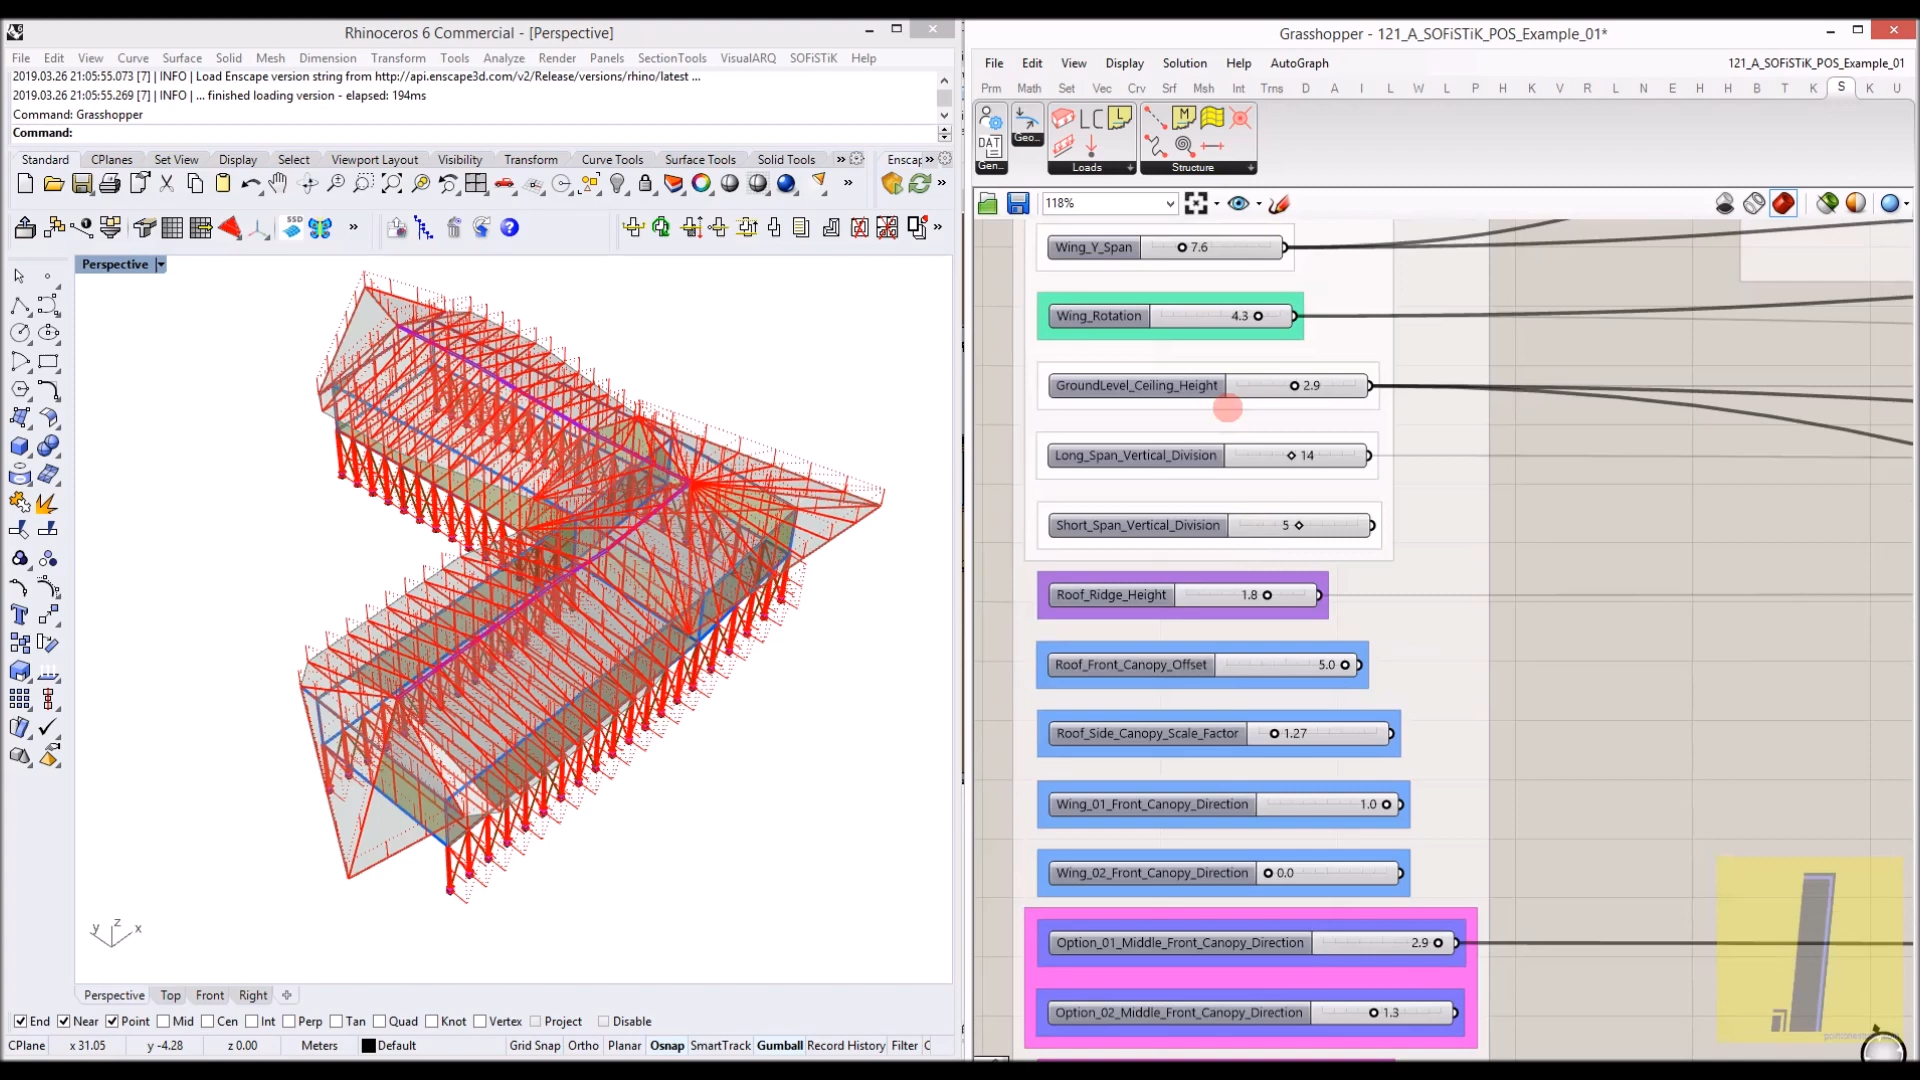 Rhinoceros 6 Commercial - [Perspective]
File Edit View Curve Surface Solid Mesh Dimension Transform Tools Analyze Render Panels SectionTools VisualARQ SOFiSTiK Help
2019.03.26 21:05:55.073 [7] | INFO | Load Enscape version string from http://api.enscape3d.com/v2/Release/versions/rhino/latest ...
2019.03.26 21:05:55.269 [7] | INFO | ... finished loading version - elapsed: 194ms
Command: Grasshopper
Command:
Standard CPlanes Set View Display Select Viewport Layout Visibility Transform Curve Tools Surface Tools Solid Tools » Enscap »
SSD
Perspective
z
y x
Perspective Top Front Right
End Near Point Mid Cen Int Perp Tan Quad Knot Vertex Project Disable
CPlane x 31.05 y -4.28 z 0.00 Meters Default Grid Snap Ortho Planar Osnap SmartTrack Gumball Record History Filter C
Grasshopper - 121_A_SOFiSTiK_POS_Example_01*
File Edit View Display Solution Help AutoGraph 121_A_SOFiSTiK_POS_Example_01
Prm Math Set Vec Crv Srf Msh Int Trns D A I L W L P H K V R L N E H H B T K S K U
LC L M
DAT Geo...
Gen... Loads Structure
118%
Wing_Y_Span 7.6
Wing_Rotation 4.3
GroundLevel_Ceiling_Height 2.9
Long_Span_Vertical_Division 14
Short_Span_Vertical_Division 5
Roof_Ridge_Height 1.8
Roof_Front_Canopy_Offset 5.0
Roof_Side_Canopy_Scale_Factor 1.27
Wing_01_Front_Canopy_Direction 1.0
Wing_02_Front_Canopy_Direction 0.0
Option_01_Middle_Front_Canopy_Direction 2.9
Option_02_Middle_Front_Canopy_Direction 1.3